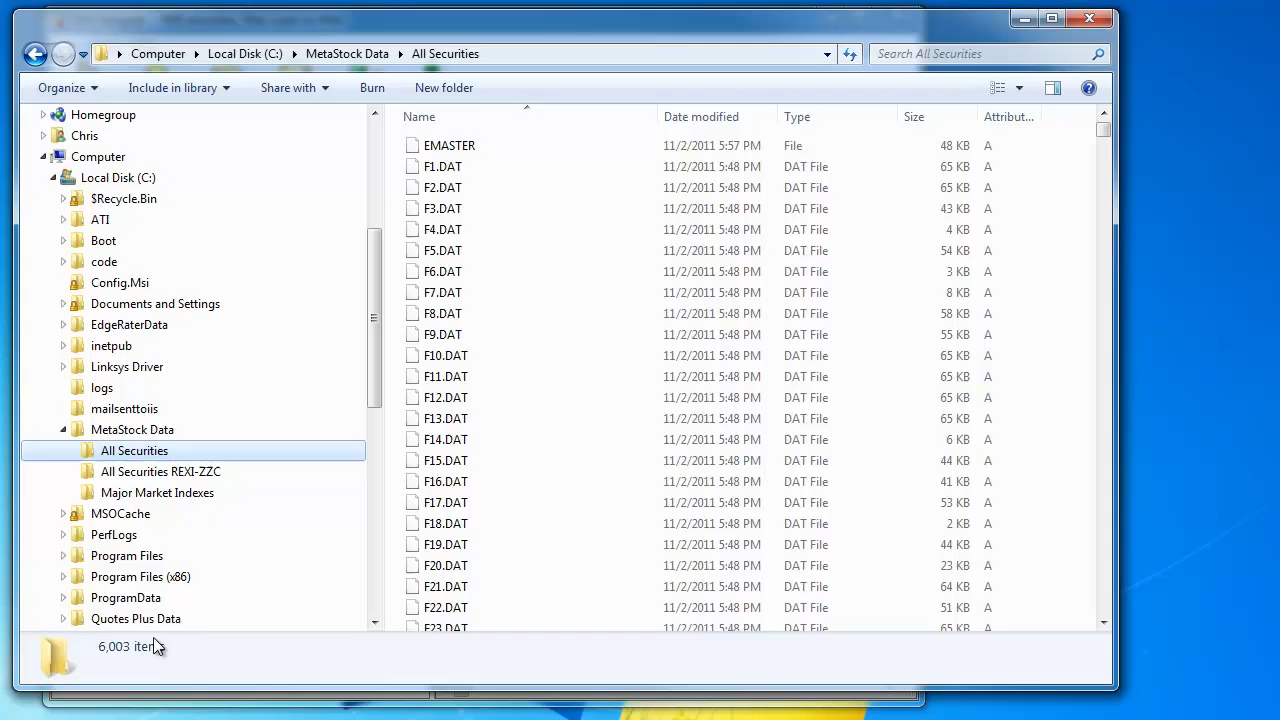 Computer Local Disk (C:) MetaStock Data All Securities Search All Securities
Organize Include in library Share with Burn New folder
Homegroup
Chris
Computer
Local Disk (C:)
$Recycle.Bin
ATI
Boot
code
Config.Msi
Documents and Settings
EdgeRaterData
inetpub
Linksys Driver
logs
mailsenttoiis
MetaStock Data
All Securities
All Securities REXI-ZZC
Major Market Indexes
MSOCache
PerfLogs
Program Files
Program Files (x86)
ProgramData
Quotes Plus Data
Name Date modified Type Size Attribut...
EMASTER 11/2/2011 5:57 PM File 48 KB A
F1.DAT 11/2/2011 5:48 PM DAT File 65 KB A
F2.DAT 11/2/2011 5:48 PM DAT File 65 KB A
F3.DAT 11/2/2011 5:48 PM DAT File 43 KB A
F4.DAT 11/2/2011 5:48 PM DAT File 4 KB A
F5.DAT 11/2/2011 5:48 PM DAT File 54 KB A
F6.DAT 11/2/2011 5:48 PM DAT File 3 KB A
F7.DAT 11/2/2011 5:48 PM DAT File 8 KB A
F8.DAT 11/2/2011 5:48 PM DAT File 58 KB A
F9.DAT 11/2/2011 5:48 PM DAT File 55 KB A
F10.DAT 11/2/2011 5:48 PM DAT File 65 KB A
F11.DAT 11/2/2011 5:48 PM DAT File 65 KB A
F12.DAT 11/2/2011 5:48 PM DAT File 65 KB A
F13.DAT 11/2/2011 5:48 PM DAT File 65 KB A
F14.DAT 11/2/2011 5:48 PM DAT File 6 KB A
F15.DAT 11/2/2011 5:48 PM DAT File 44 KB A
F16.DAT 11/2/2011 5:48 PM DAT File 41 KB A
F17.DAT 11/2/2011 5:48 PM DAT File 53 KB A
F18.DAT 11/2/2011 5:48 PM DAT File 2 KB A
F19.DAT 11/2/2011 5:48 PM DAT File 44 KB A
F20.DAT 11/2/2011 5:48 PM DAT File 23 KB A
F21.DAT 11/2/2011 5:48 PM DAT File 64 KB A
F22.DAT 11/2/2011 5:48 PM DAT File 51 KB A
F23.DAT 11/2/2011 5:48 PM DAT File 65 KB A
6,003